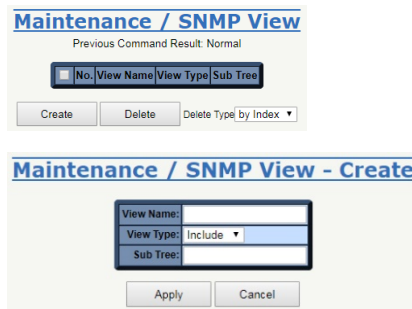 Maintenance / SNMP View
Previous Command Result: Normal
No. View Name View Type Sub Tree
Create Delete Delete Type by Index
Maintenance / SNMP View - Create
View Name:
View Type: Include
Sub Tree:
Apply Cancel